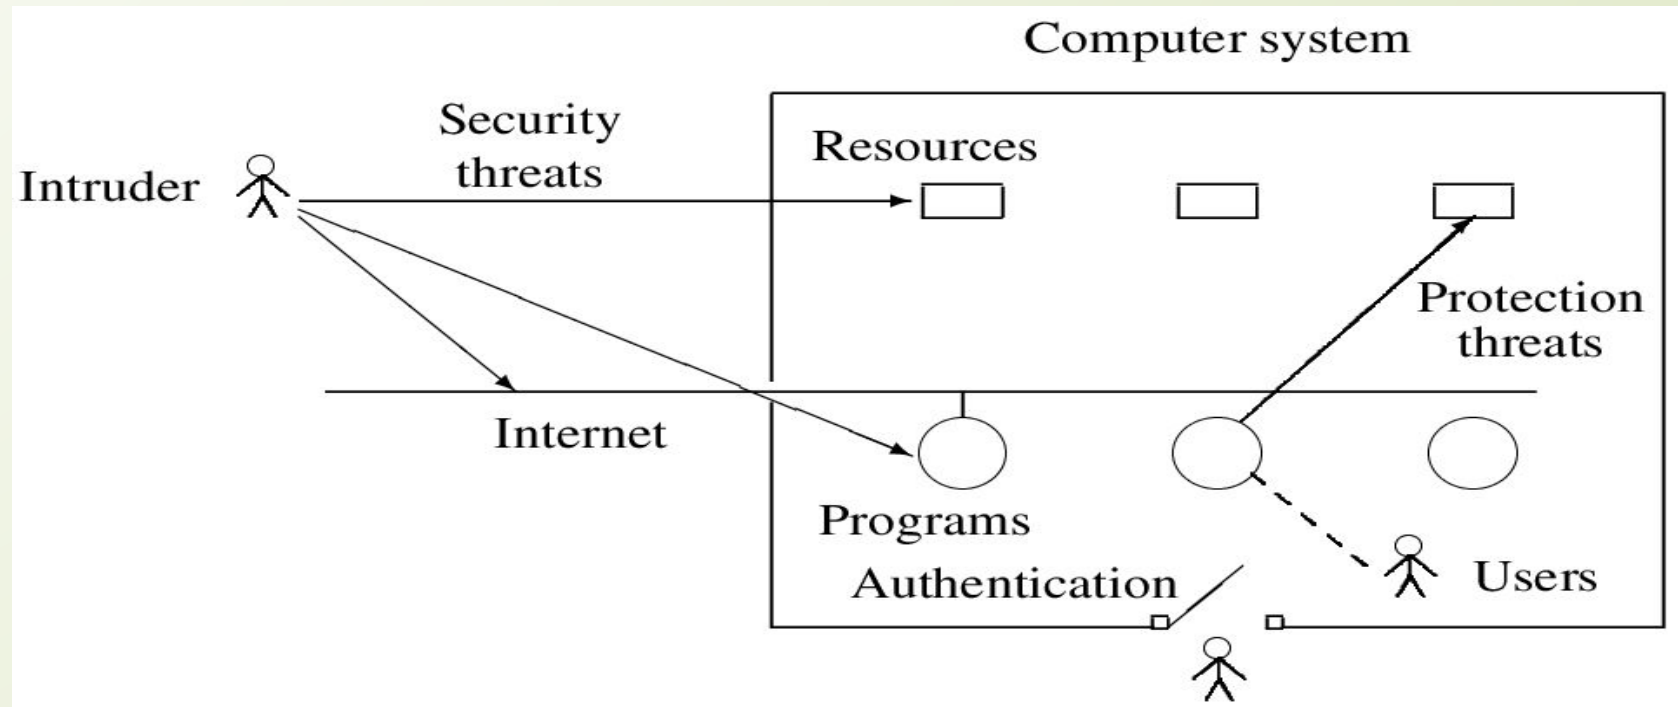 Computer system
Security
threats
Resources
Intruder
Protection
threats
Internet
Programs
Authentication
Users